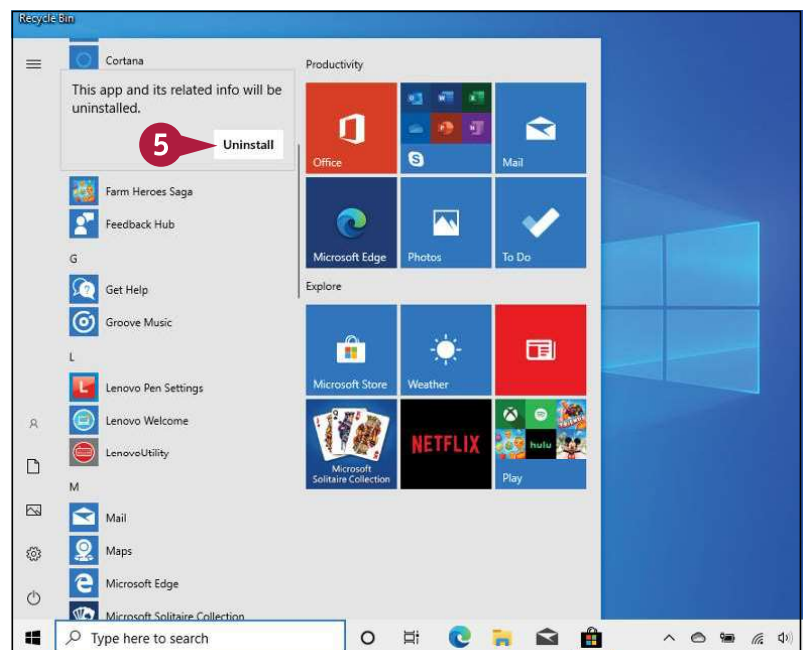 Recycle Bin
Cortana
This app and its related info will be
uninstalled.
5
Uninstall
Farm Heroes Saga
Feedback Hub
G
Get Help
Groove Music
L
Lenovo Pen Settings
Lenovo Welcome
LenovoUtility
M
Mail
Maps
Microsoft Edge
Microsoft Solitaire Collection
Productivity
Office
Mail
Microsoft Edge
Photos
To Do
Explore
Microsoft Store
Weather
Microsoft
Solitaire Collection
NETFLIX
hulu
Play
Type here to search